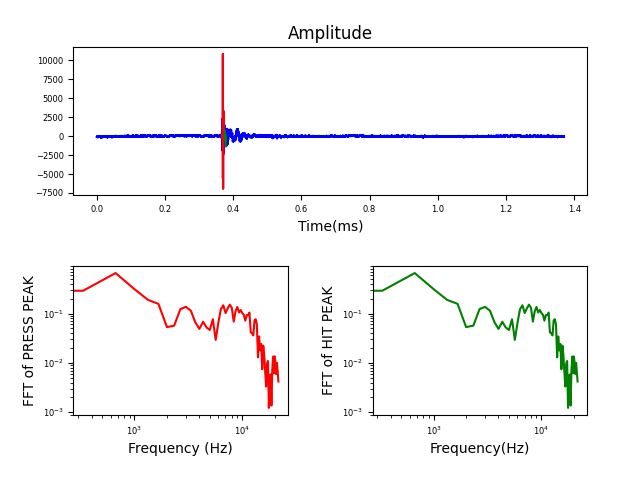 Amplitude
10000
7500
5000
2500
0
−2500
−5000
−7500
0.0 0.2 0.4 0.6 0.8 1.0 1.2 1.4
Time(ms)
FFT of PRESS PEAK
10⁻¹
10⁻²
10⁻³
10³ 10⁴
Frequency (Hz)
FFT of HIT PEAK
10⁻¹
10⁻²
10⁻³
10³ 10⁴
Frequency(Hz)